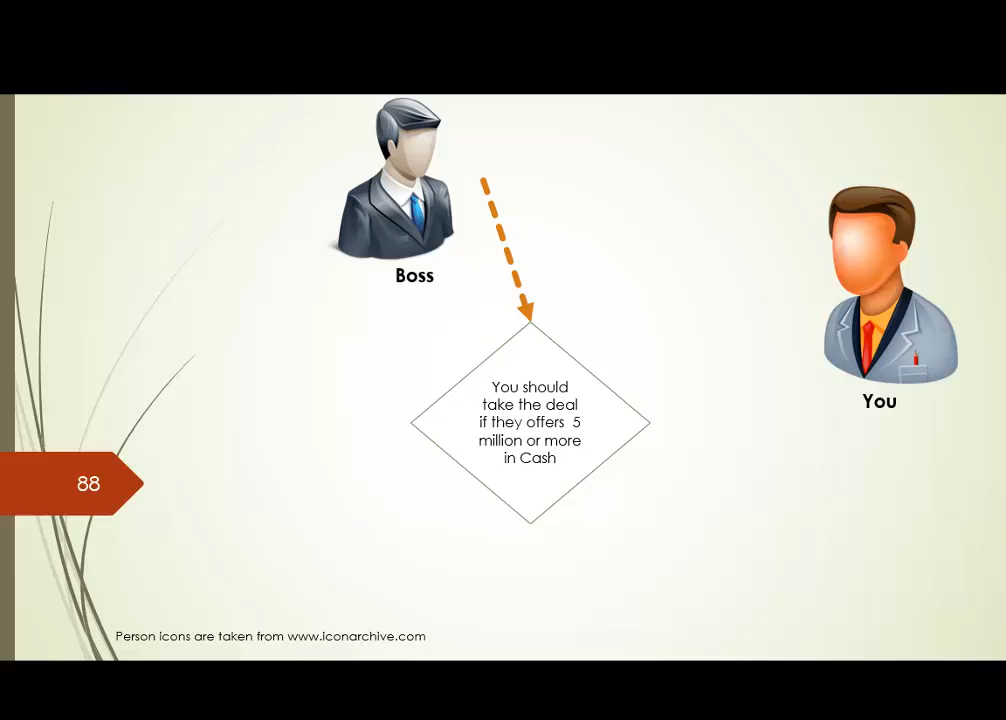 Boss
You
You should
take the deal
if they offers 5
million or more
in Cash
88
Person icons are taken from www.iconarchive.com